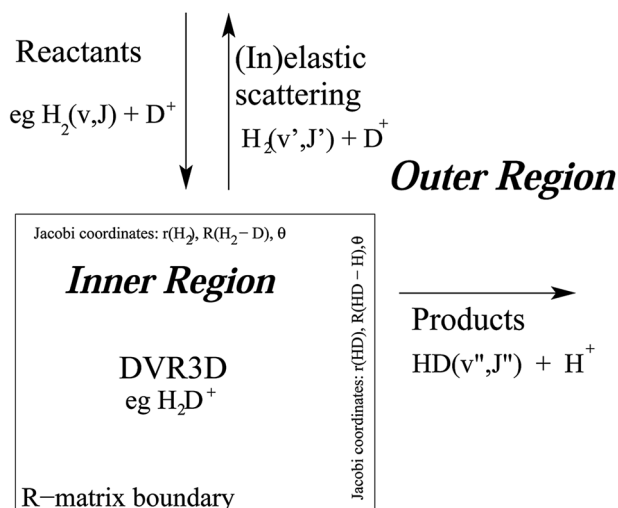 Reactants
eg H₂(v,J) + D⁺
(In)elastic
scattering
H₂(v’,J’) + D⁺
Outer Region
Jacobi coordinates: r(H₂), R(H₂− D), θ
Inner Region
DVR3D
eg H₂D⁺
R−matrix boundary
Jacobi coordinates: r(HD), R(HD − H),θ
Products
HD(v",J") + H⁺